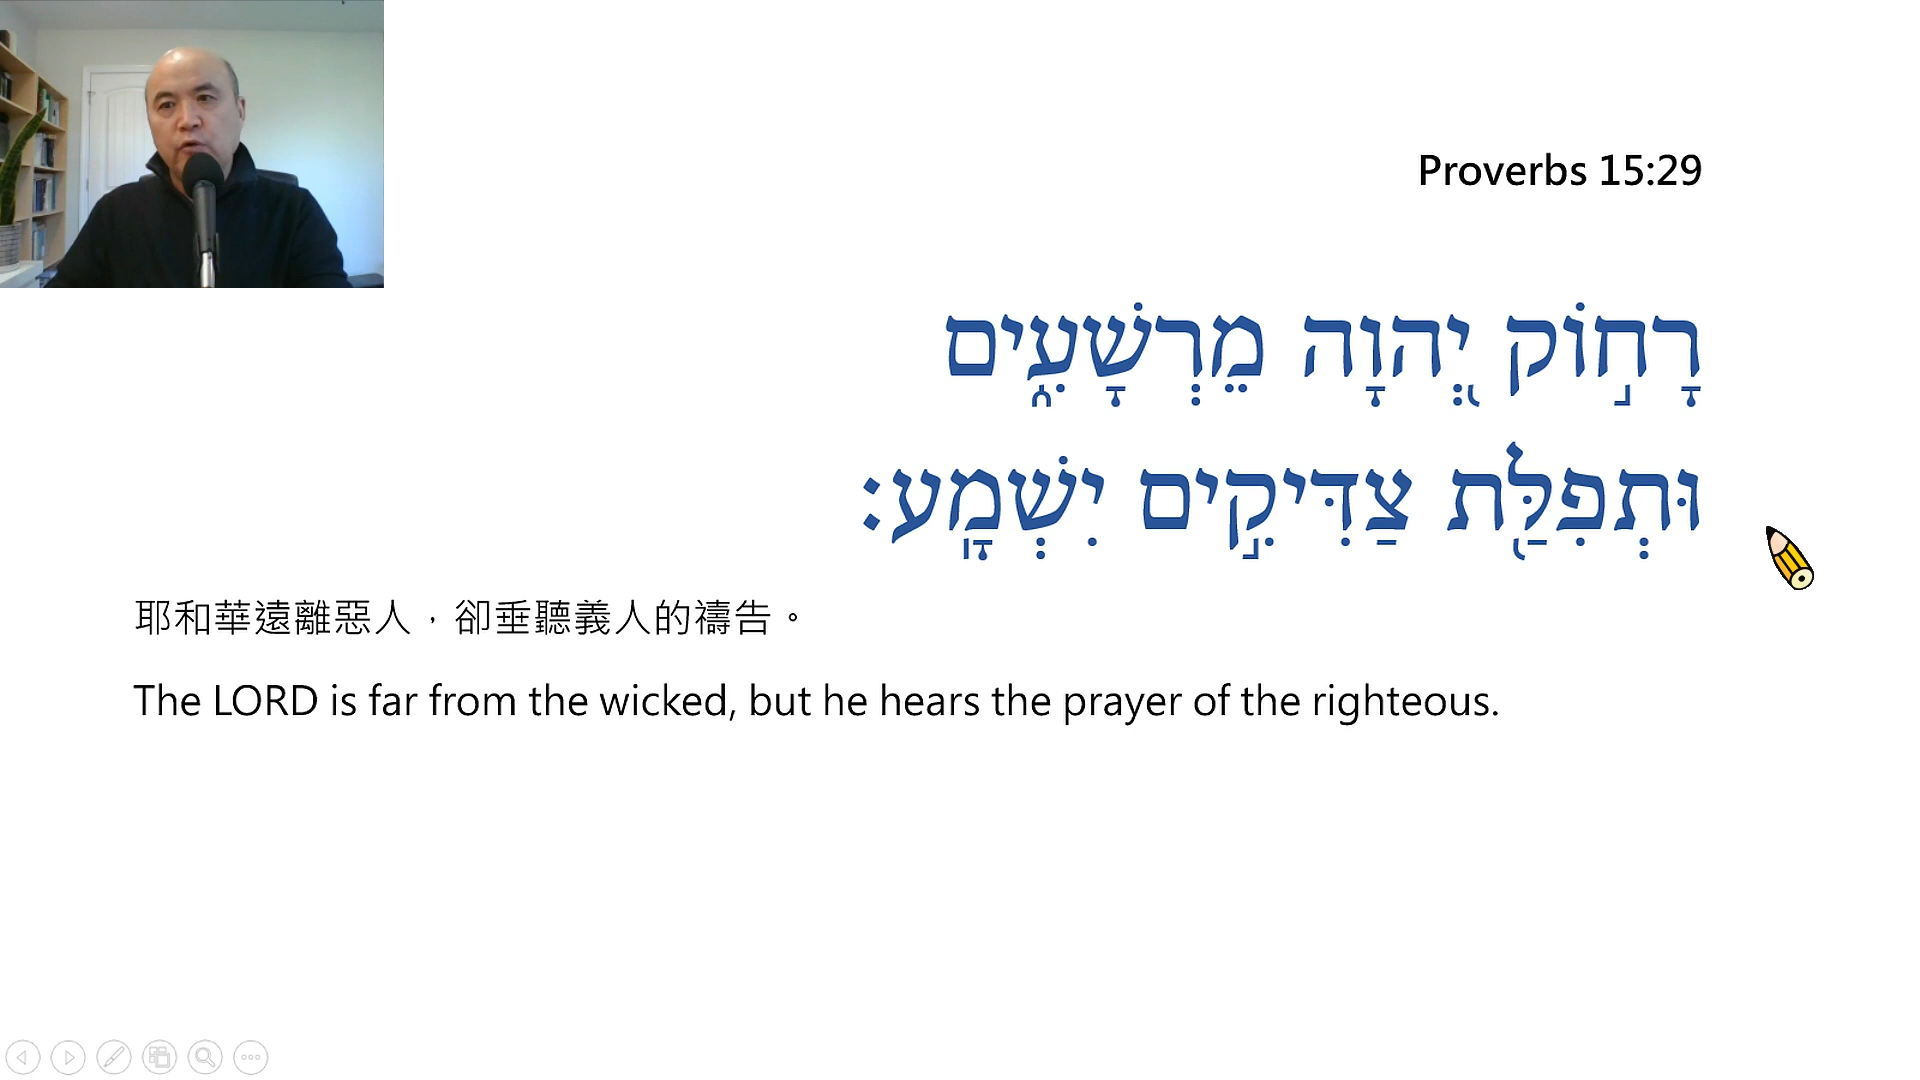 Proverbs 15:29
רָח֣וֹק יְ֭הוָה מֵרְשָׁעִ֑ים
וּתְפִלַּ֖ת צַדִּיקִ֣ים יִשְׁמָֽע׃
耶和華遠離惡人，卻垂聽義人的禱告。
The LORD is far from the wicked, but he hears the prayer of the righteous.